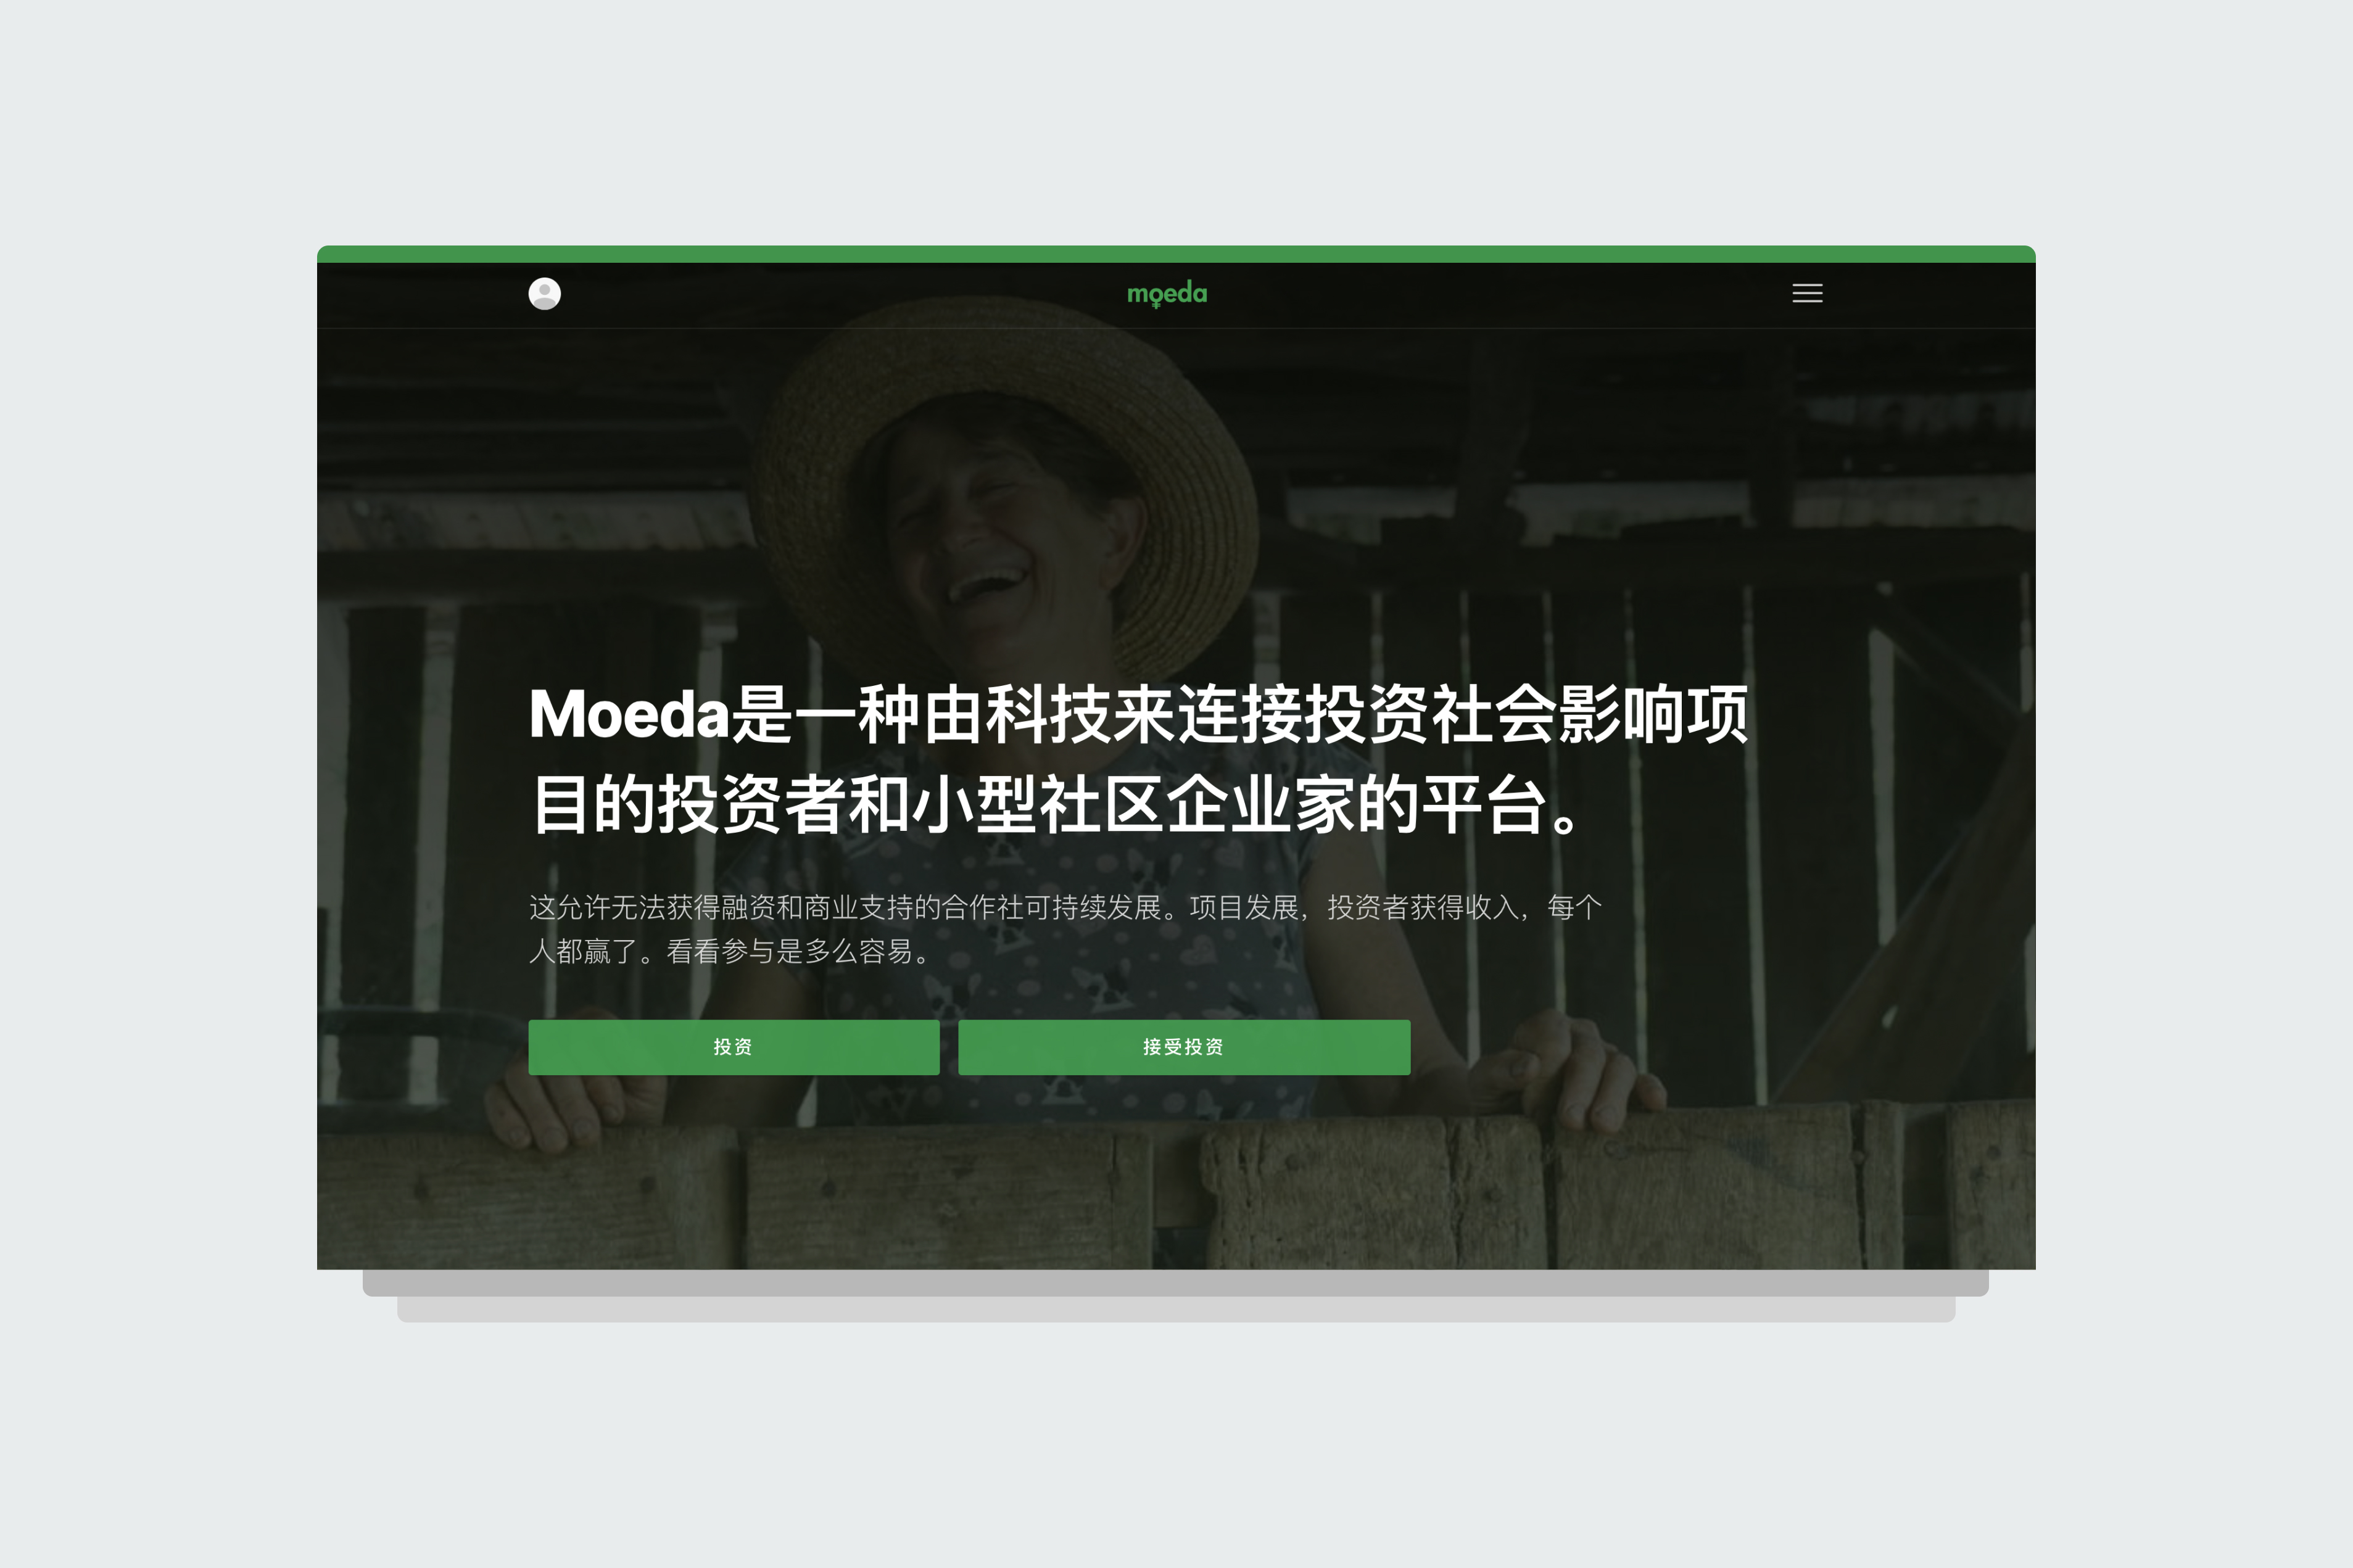 moeda
Moeda是一种由科技来连接投资社会影响项
目的投资者和小型社区企业家的平台。
这允许无法获得融资和商业支持的合作社可持续发展。项目发展，投资者获得收入，每个
人都赢了。看看参与是多么容易。
投资
接受投资